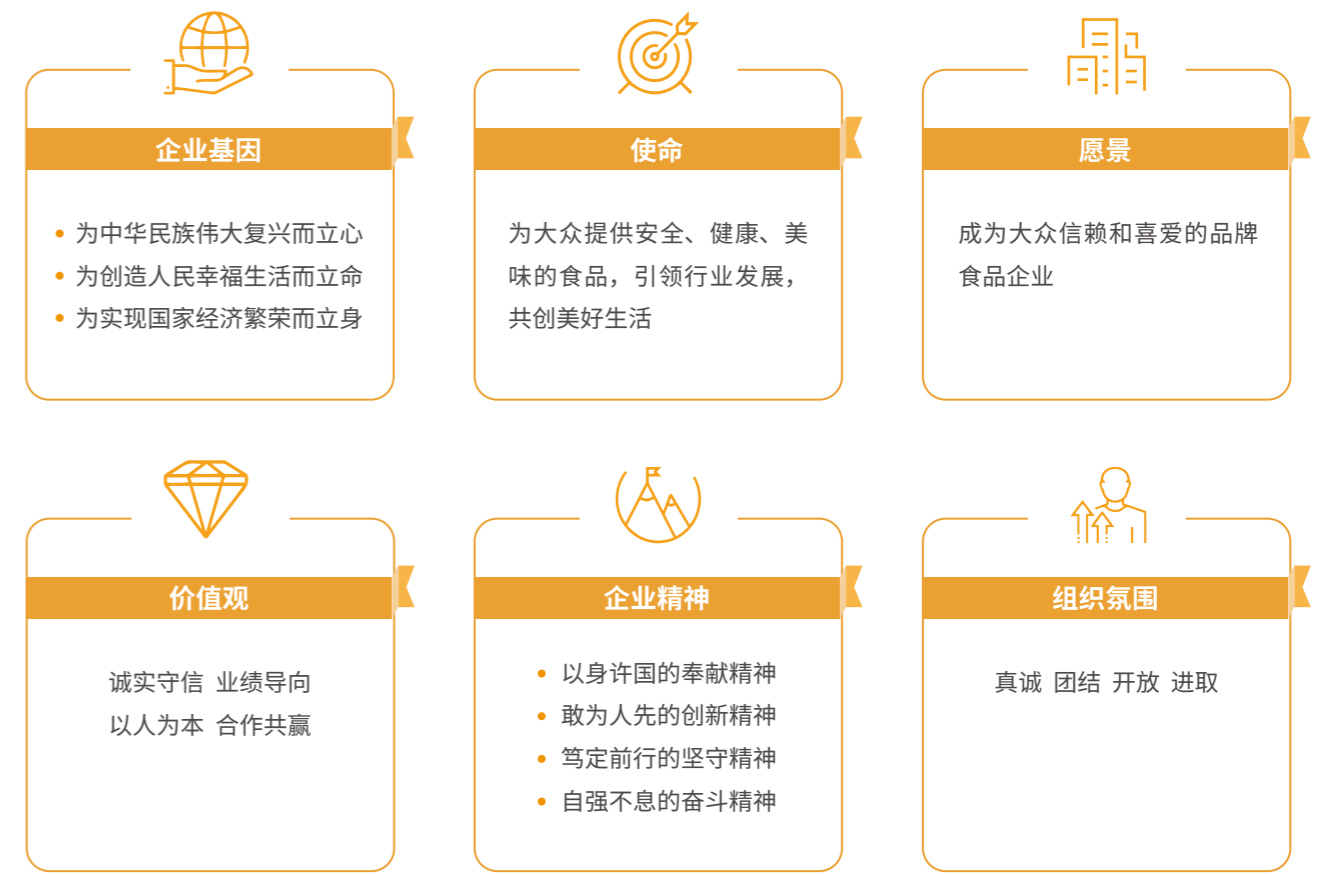 企业基因
为中华民族伟大复兴而立心
为创造人民幸福生活而立命
为实现国家经济繁荣而立身
使命
为大众提供安全、健康、美
味的食品，引领行业发展，
共创美好生活
愿景
成为大众信赖和喜爱的品牌
食品企业
价值观
诚实守信 业绩导向
以人为本 合作共赢
企业精神
以身许国的奉献精神
敢为人先的创新精神
笃定前行的坚守精神
自强不息的奋斗精神
组织氛围
真诚 团结 开放 进取